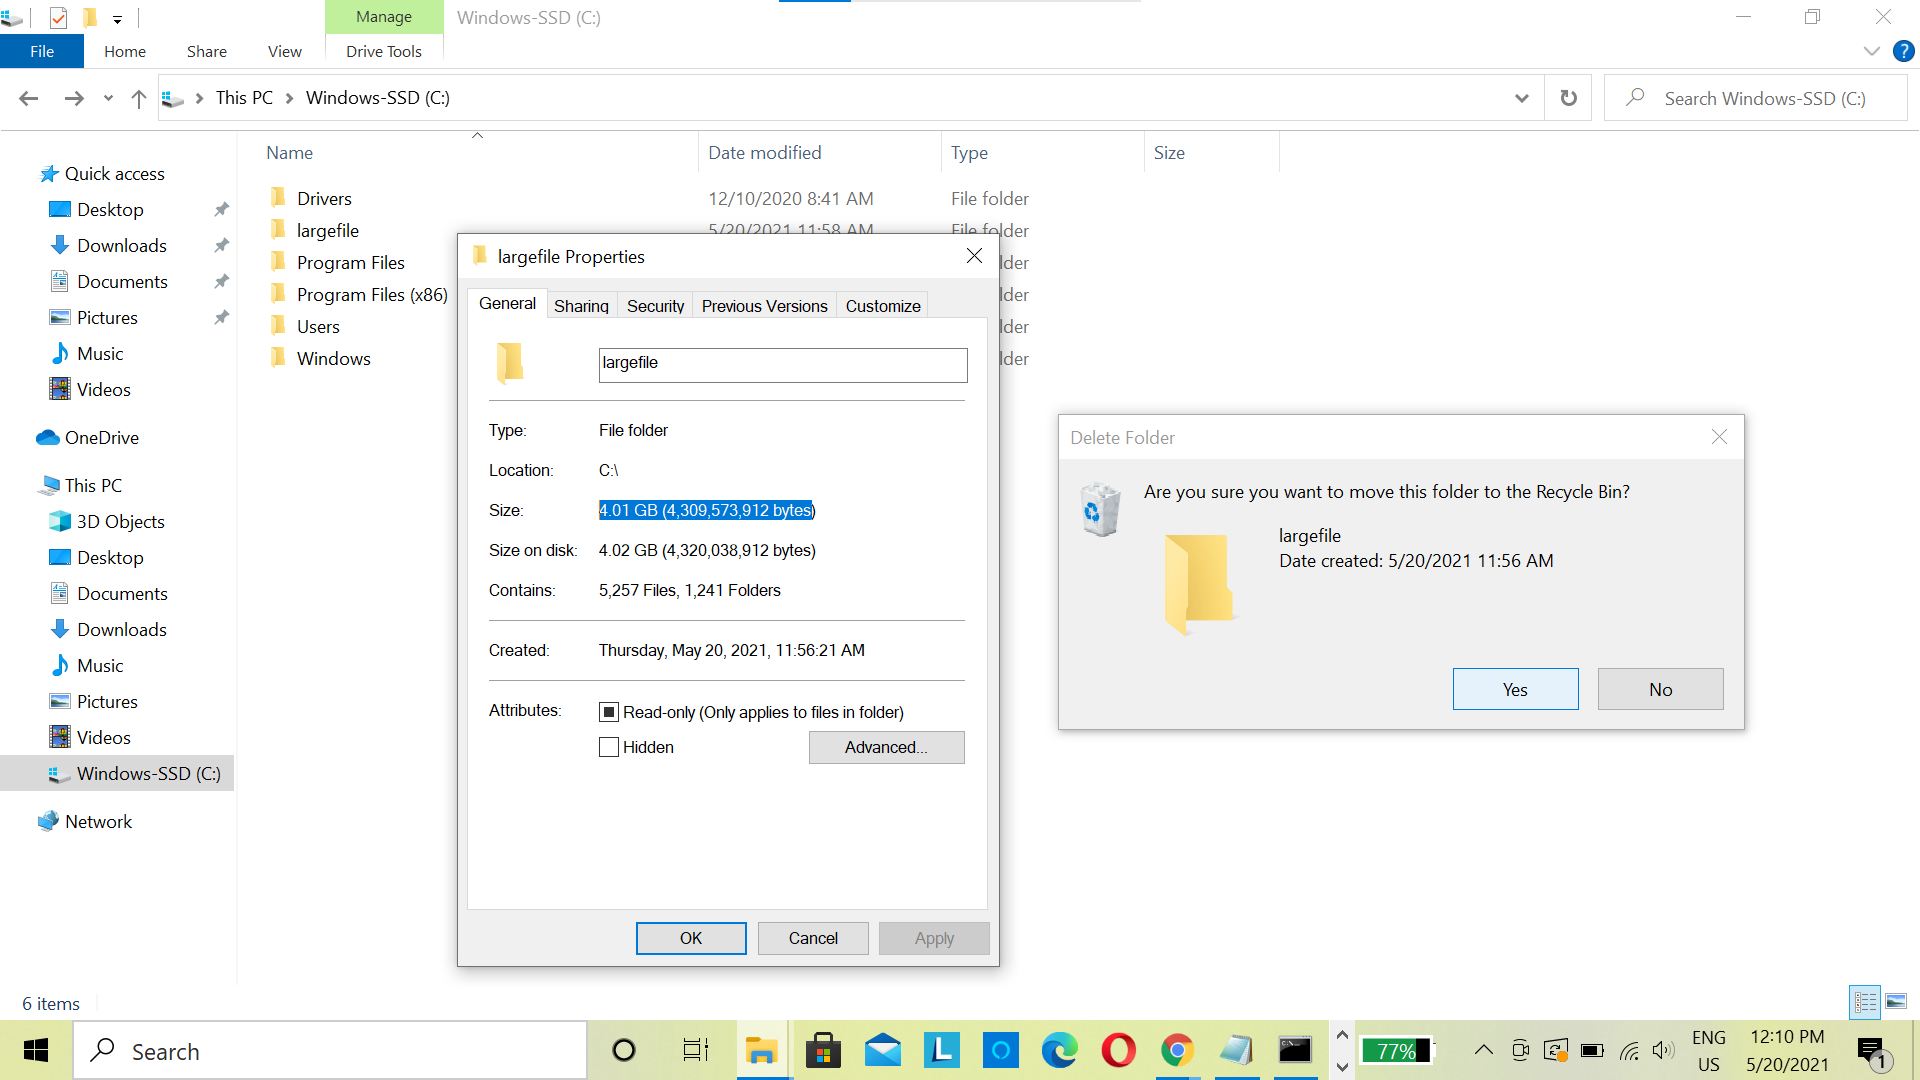 Manage
Windows-SSD (C:)
File
Home
Share
View
Drive Tools
?
This PC
Windows-SSD (C:)
Search Windows-SSD (C:)
Name
Date modified
Type
Size
Quick access
Desktop
Downloads
Documents
Pictures
Music
Videos
OneDrive
This PC
3D Objects
Desktop
Documents
Downloads
Music
Pictures
Videos
Windows-SSD (C:)
Network
Drivers 12/10/2020 8:41 AM File folder
largefile 5/20/2021 11:58 AM File folder
Program Files lder
Program Files (x86) lder
Users lder
Windows lder
largefile Properties
General
Sharing
Security
Previous Versions
Customize
largefile
Type: File folder
Location: C:\
Size: 4.01 GB (4,309,573,912 bytes)
Size on disk: 4.02 GB (4,320,038,912 bytes)
Contains: 5,257 Files, 1,241 Folders
Created: Thursday, May 20, 2021, 11:56:21 AM
Attributes: Read-only (Only applies to files in folder)
Hidden
Advanced...
OK
Cancel
Apply
Delete Folder
Are you sure you want to move this folder to the Recycle Bin?
largefile
Date created: 5/20/2021 11:56 AM
Yes
No
6 items
Search
L
77%
ENG
US
12:10 PM
5/20/2021
1